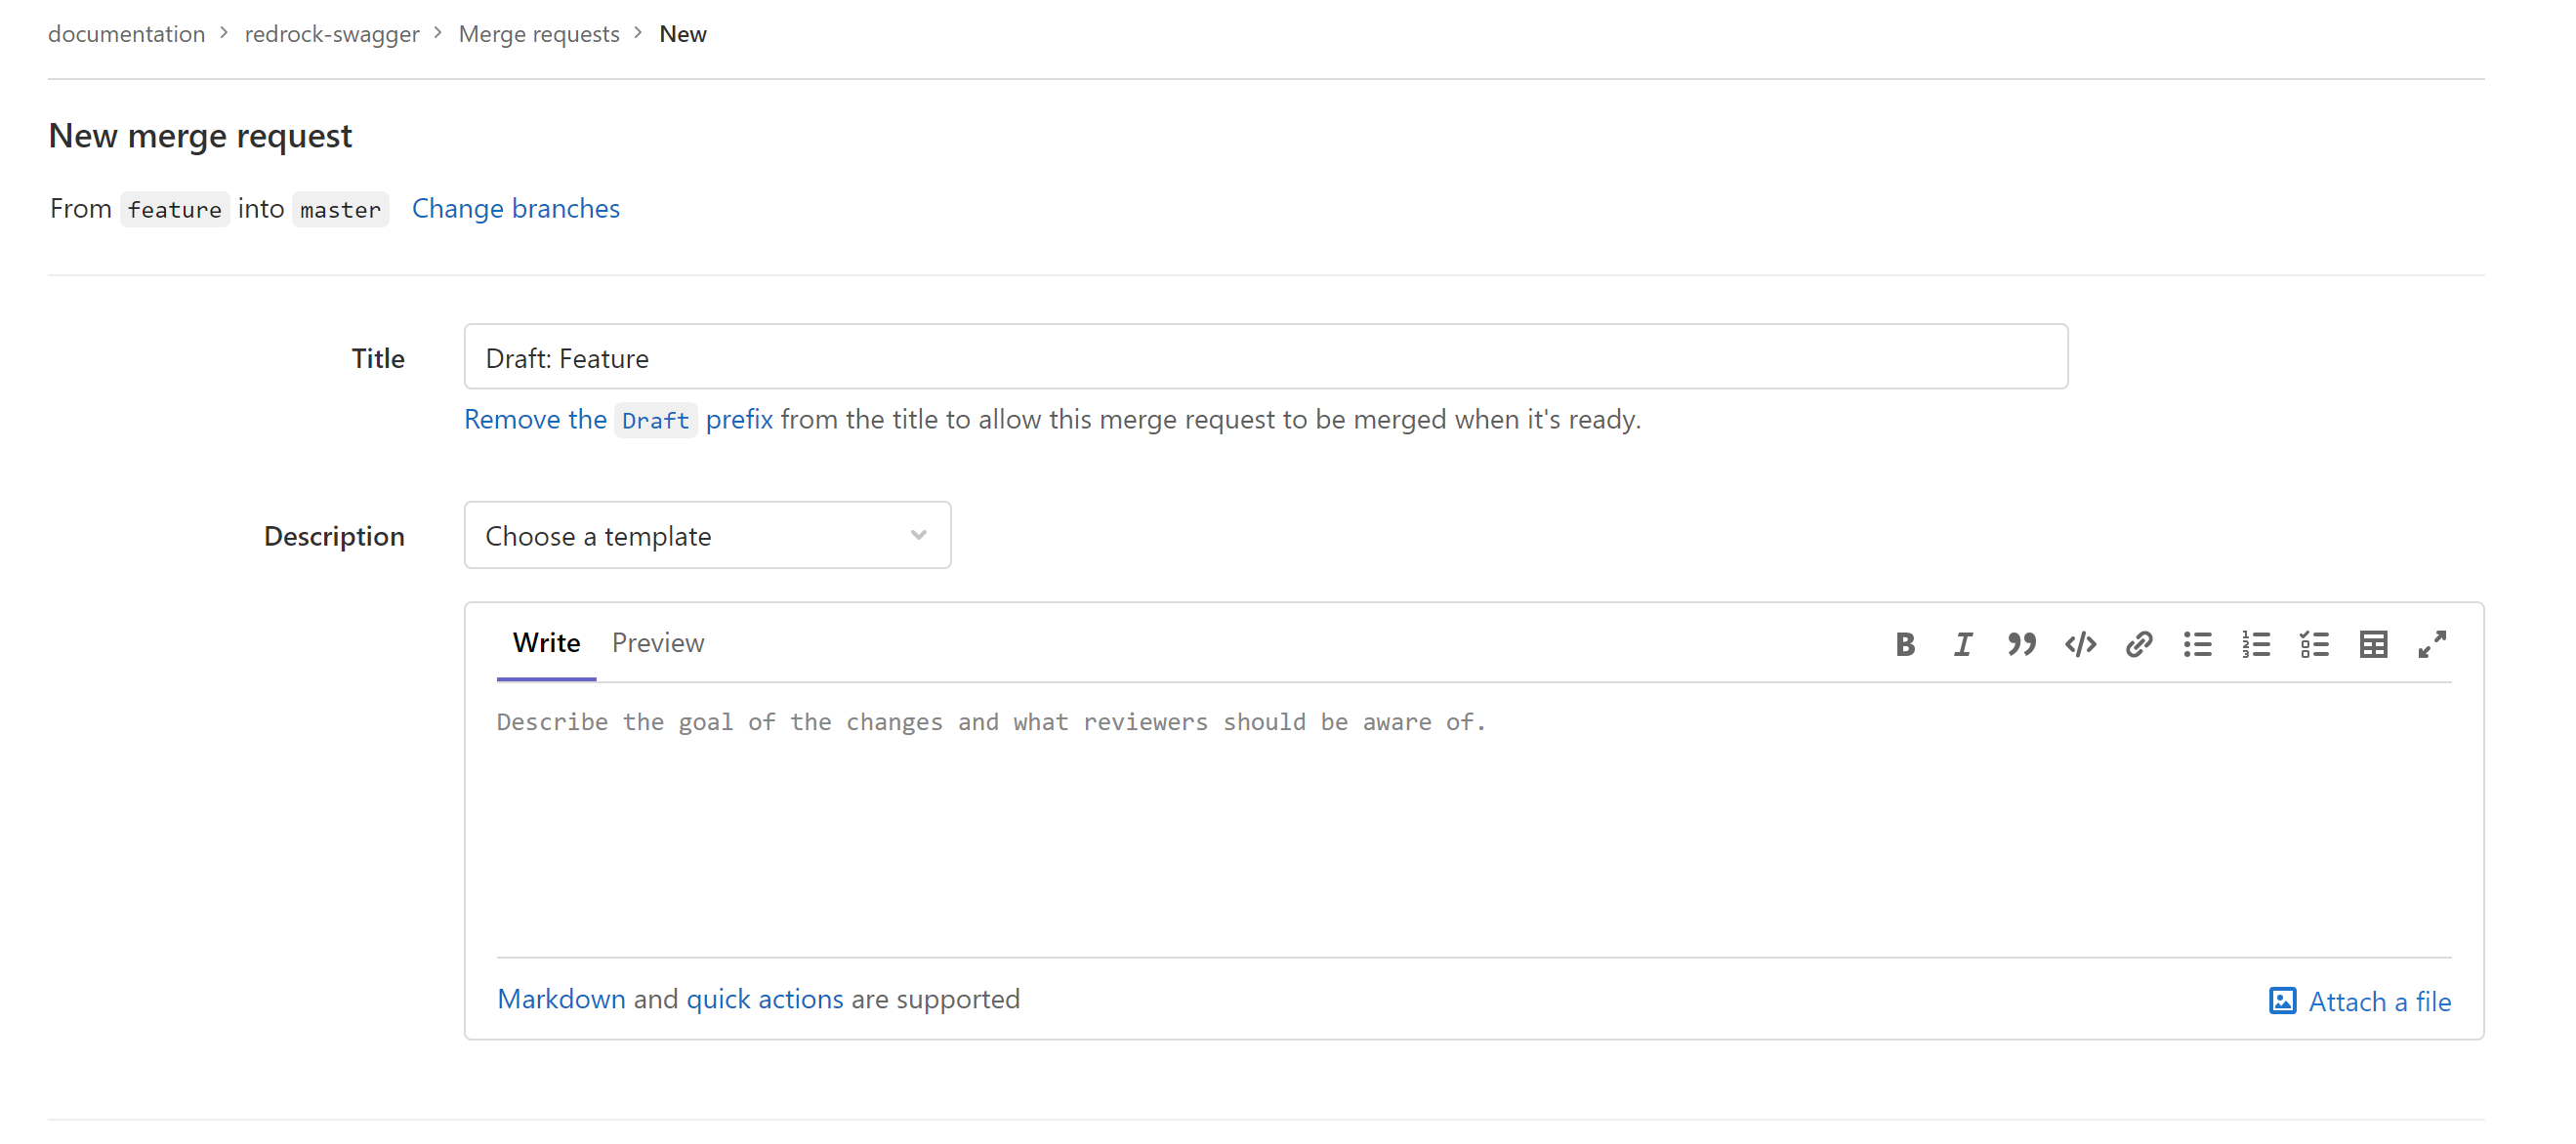 documentation > redrock-swagger > Merge requests > New
New merge request
From feature into master Change branches
Title Draft: Feature
Remove the Draft prefix from the title to allow this merge request to be merged when it's ready.
Description Choose a template
Write Preview
Describe the goal of the changes and what reviewers should be aware of.
Markdown and quick actions are supported Attach a file